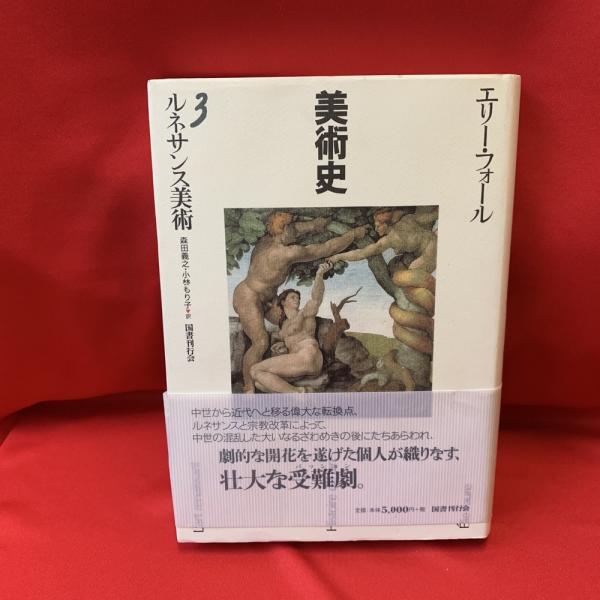 エリー・フォール
美術史
3
ルネサンス美術
森田義之・小林もり子●訳
国書刊行会
中世から近代へと移る偉大な転換点、
ルネサンスと宗教改革によって、
中世の混乱した大いなるざわめきの後にたちあらわれ、
劇的な開花を遂げた個人が織りなす、
壮大な受難劇。
パッション
定価 本体5,000円+税 国書刊行会